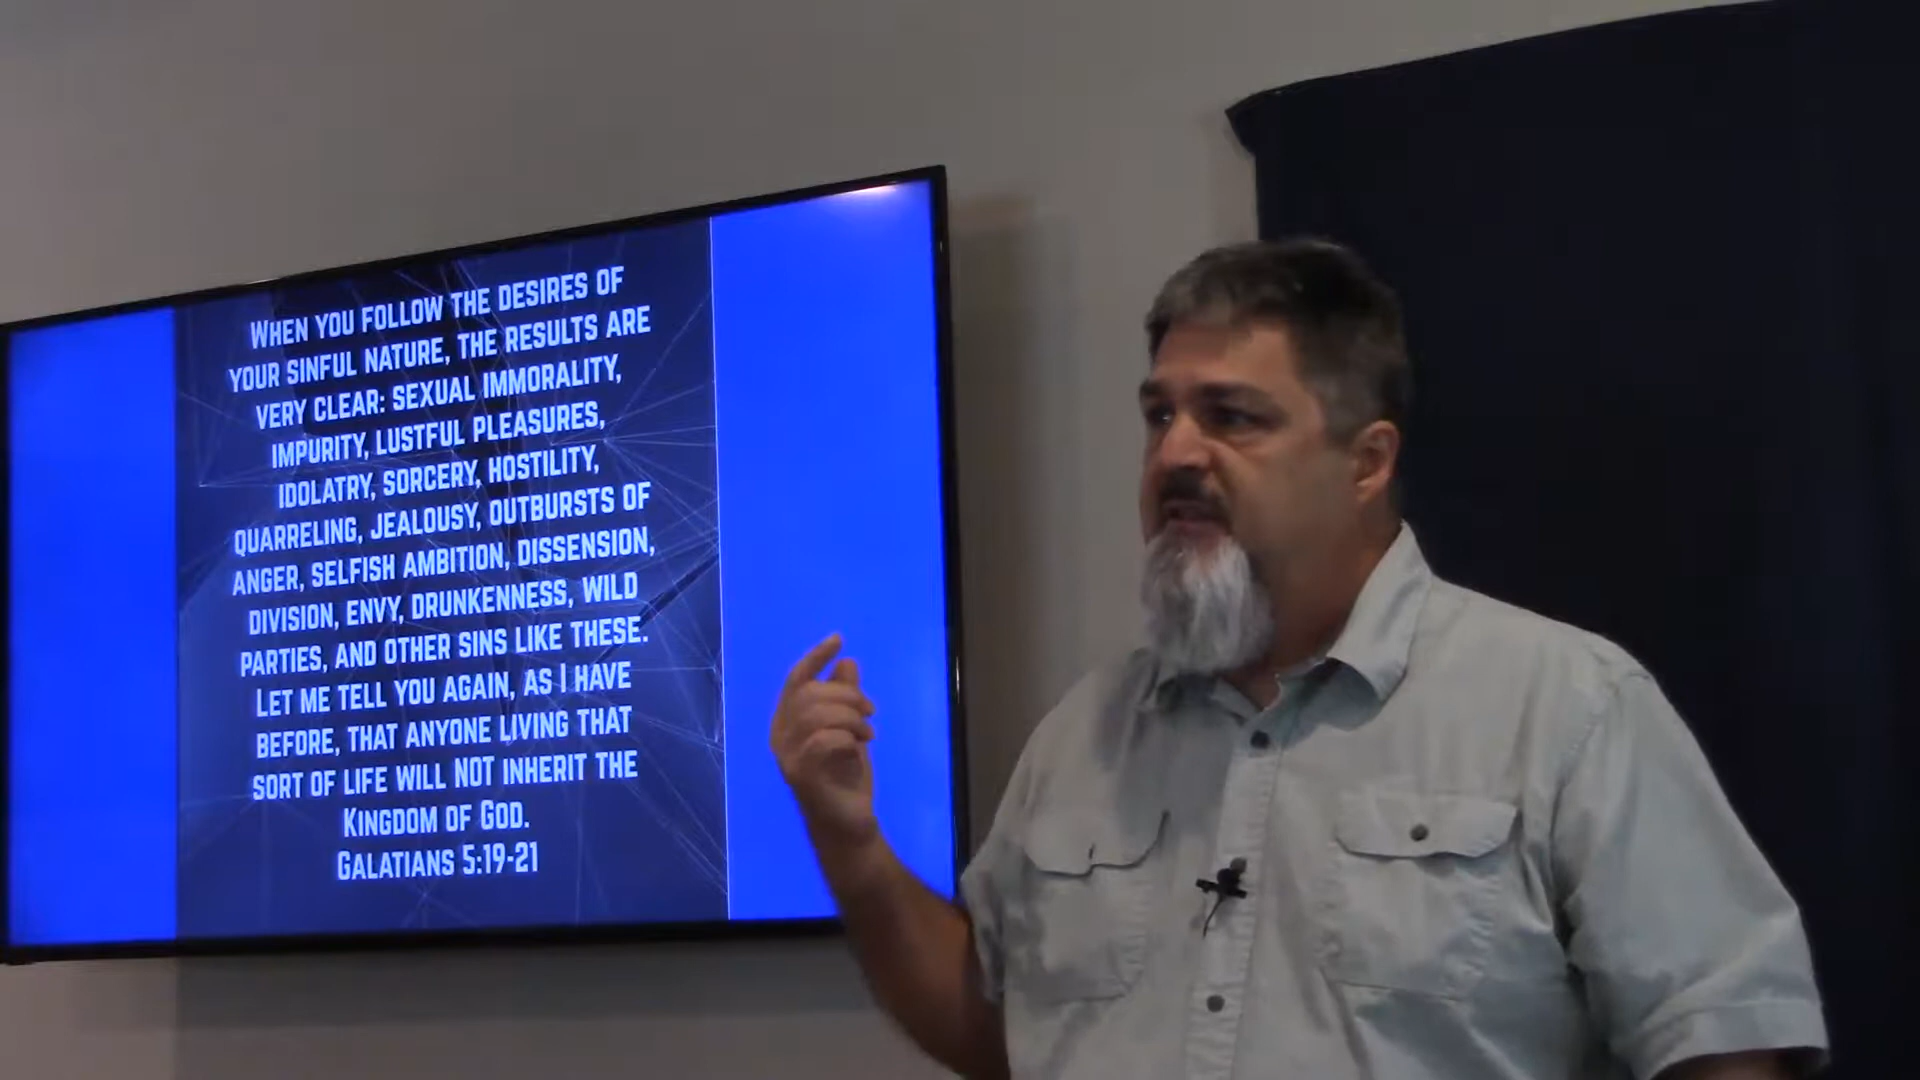 When you follow the desires of
your sinful nature, the results are
very clear: sexual immorality,
impurity, lustful pleasures,
idolatry, sorcery, hostility,
quarreling, jealousy, outbursts of
anger, selfish ambition, dissension,
division, envy, drunkenness, wild
parties, and other sins like these.
Let me tell you again, as I have
before, that anyone living that
sort of life will NOT inherit the
Kingdom of God.
Galatians 5:19-21